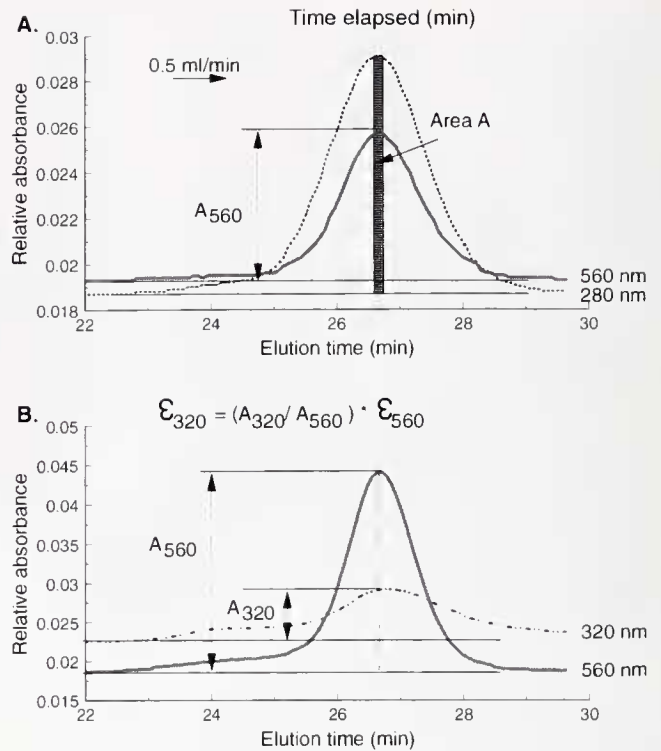 A.
Time elapsed (min)
0.03
0.028
0.026
0.024
0.022
0.02
0.018
Relative absorbance
0.5 ml/min
A560
Area A
560 nm
280 nm
22 24 26 28 30
Elution time (min)
B.
ε320 = (A320/A560) · ε560
0.05
0.045
0.04
0.035
0.03
0.025
0.02
0.015
Relative absorbance
A560
A320
320 nm
560 nm
22 24 26 28 30
Elution time (min)